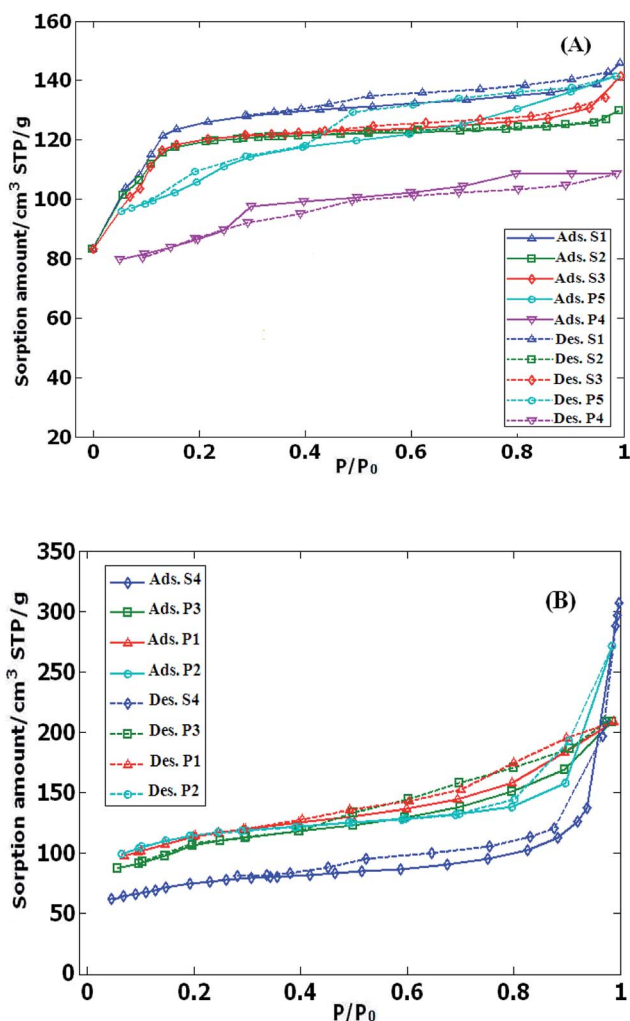 (A)
Sorption amount/cm³ STP/g
160
140
120
100
80
60
40
20
0
0.2
0.4
0.6
0.8
1
P/P₀
Ads. S1
Ads. S2
Ads. S3
Ads. P5
Ads. P4
Des. S1
Des. S2
Des. S3
Des. P5
Des. P4
(B)
Sorption amount/cm³ STP/g
350
300
250
200
150
100
50
0
0
0.2
0.4
0.6
0.8
1
P/P₀
Ads. S4
Ads. P3
Ads. P1
Ads. P2
Des. S4
Des. P3
Des. P1
Des. P2